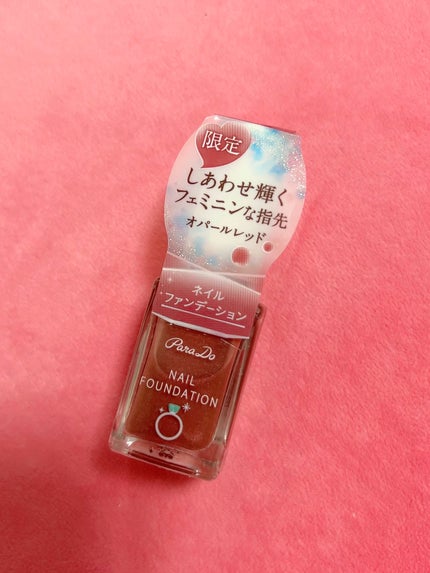 限定
しあわせ輝く
フェミニンな指先
オパールレッド
ネイル
ファンデーション
ParaDo
NAIL
FOUNDATION